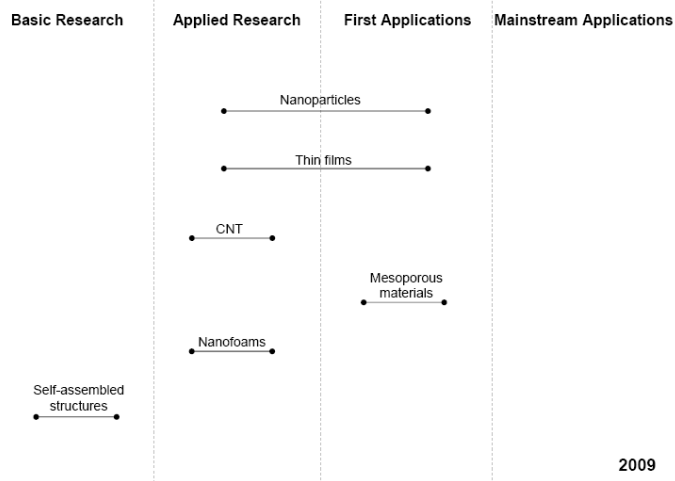 Basic Research
Applied Research
First Applications
Mainstream Applications
Nanoparticles
Thin films
CNT
Mesoporous
materials
Nanofoams
Self-assembled
structures
2009